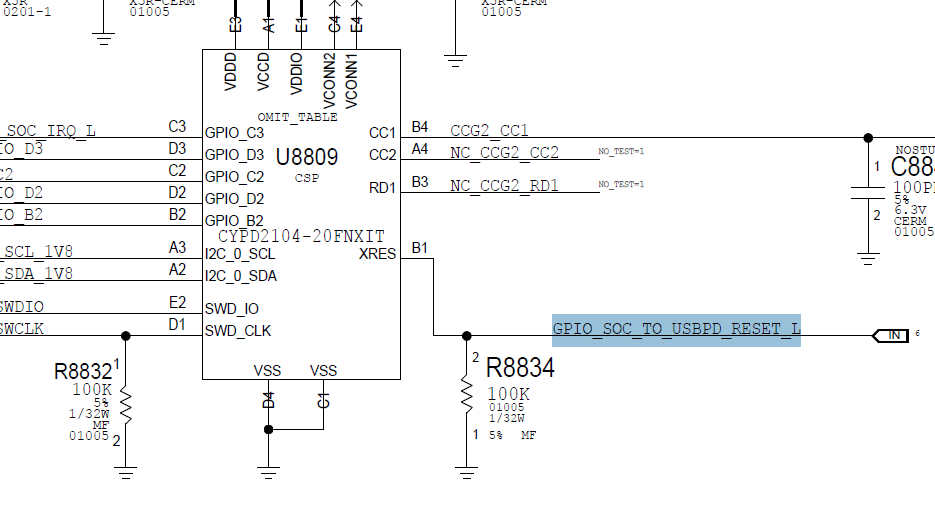 0201-1
01005
X5R-CERM
01005
E3
A1
E1
C4
E4
VDDD
VCCD
VDDIO
VCONN2
VCONN1
OMIT_TABLE
SOC_IRQ_L
C3
GPIO_C3
CC1
B4
CCG2_CC1
IO_D3
D3
GPIO_D3
U8809
CC2
A4
NC_CCG2_CC2
NO_TEST=1
NOSTU
C2
C2
GPIO_C2
CSP
1
C88
IO_D2
D2
GPIO_D2
RD1
B3
NC_CCG2_RD1
NO_TEST=1
100P
5%
IO_B2
B2
GPIO_B2
2
6.3V
CERM
01005
CYPD2104-20FNXIT
_SCL_1V8
A3
I2C_0_SCL
XRES
B1
_SDA_1V8
A2
I2C_0_SDA
SWDIO
E2
SWD_IO
SWCLK
D1
SWD_CLK
GPIO_SOC_TO_USBPD_RESET_L
IN
6
R8832
1
100K
5%
1/32W
MF
01005
2
VSS
VSS
D4
C1
2
R8834
100K
01005
1/32W
1
5% MF